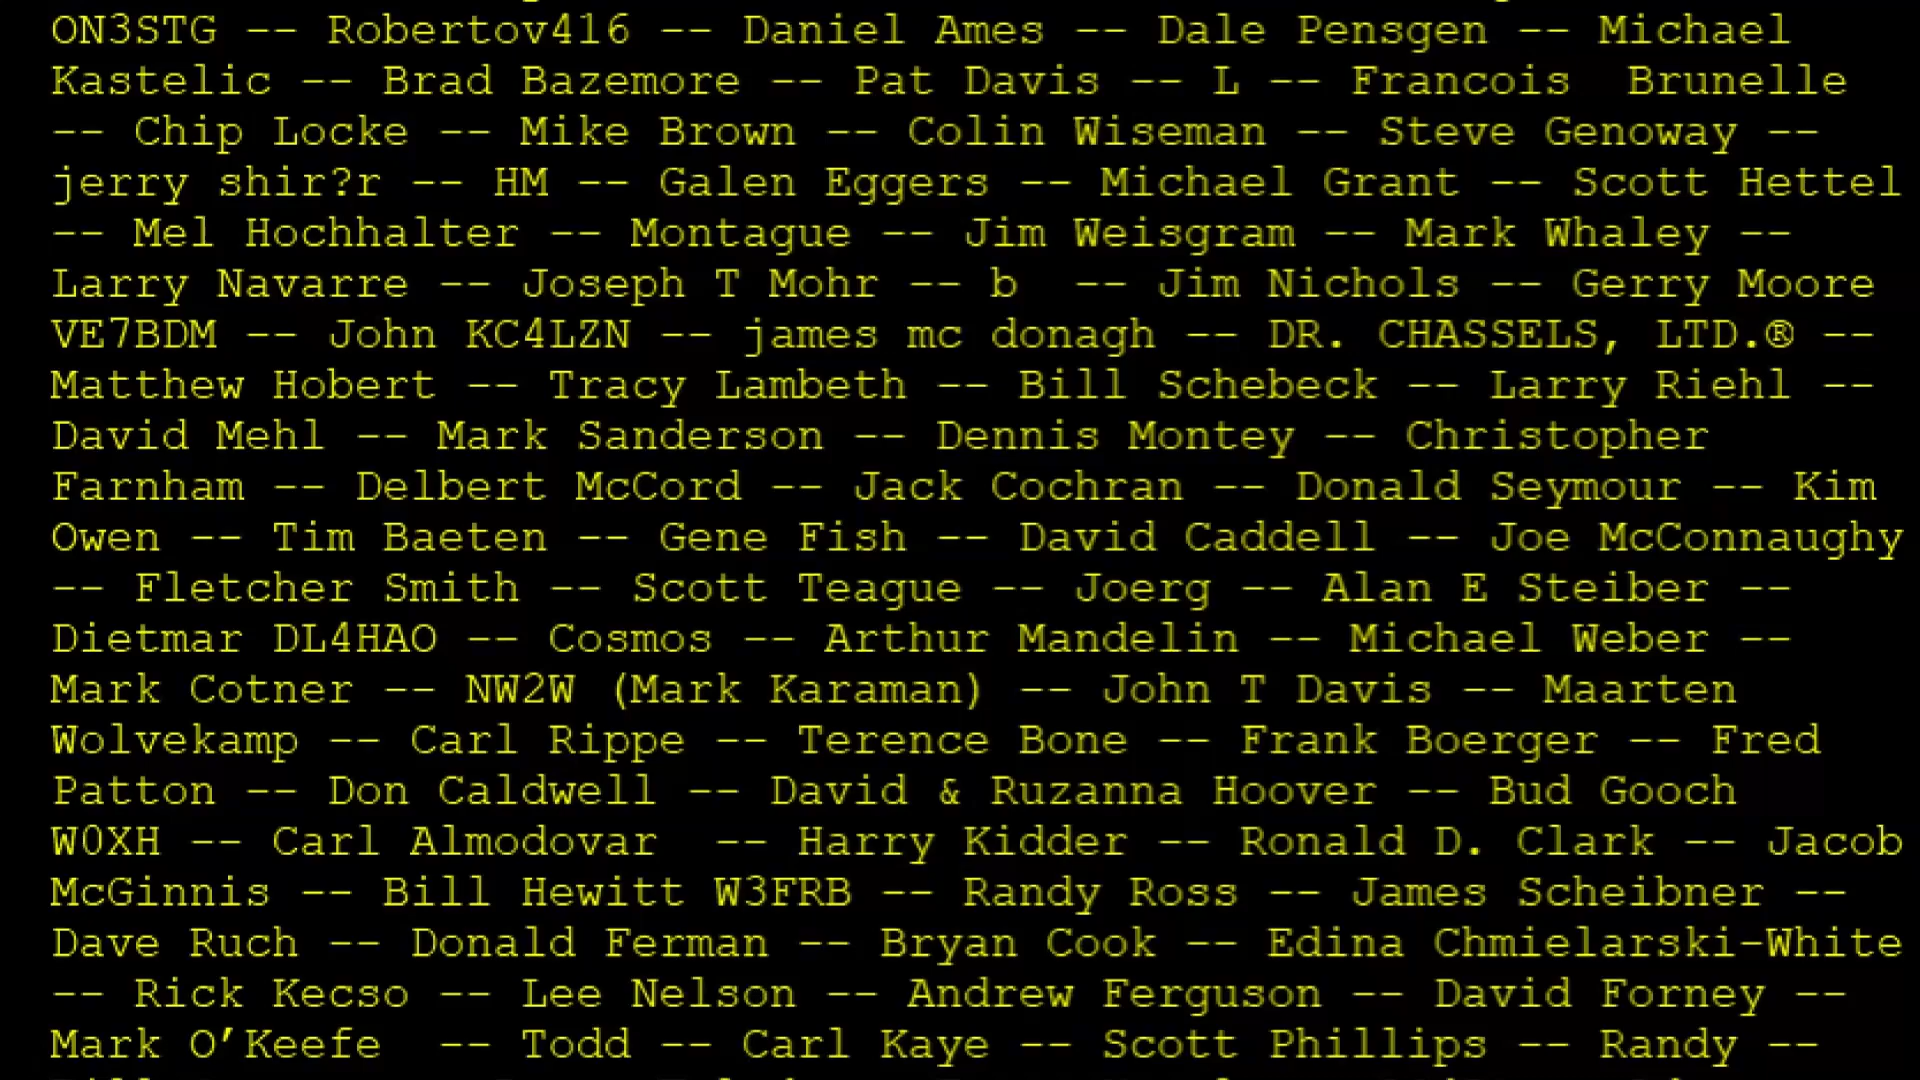 ON3STG -- Robertov416 -- Daniel Ames -- Dale Pensgen -- Michael
Kastelic -- Brad Bazemore -- Pat Davis -- L -- Francois  Brunelle
-- Chip Locke -- Mike Brown -- Colin Wiseman -- Steve Genoway --
jerry shir?r -- HM -- Galen Eggers -- Michael Grant -- Scott Hettel
-- Mel Hochhalter -- Montague -- Jim Weisgram -- Mark Whaley --
Larry Navarre -- Joseph T Mohr -- b  -- Jim Nichols -- Gerry Moore
VE7BDM -- John KC4LZN -- james mc donagh -- DR. CHASSELS, LTD.® --
Matthew Hobert -- Tracy Lambeth -- Bill Schebeck -- Larry Riehl --
David Mehl -- Mark Sanderson -- Dennis Montey -- Christopher
Farnham -- Delbert McCord -- Jack Cochran -- Donald Seymour -- Kim
Owen -- Tim Baeten -- Gene Fish -- David Caddell -- Joe McConnaughy
-- Fletcher Smith -- Scott Teague -- Joerg -- Alan E Steiber --
Dietmar DL4HAO -- Cosmos -- Arthur Mandelin -- Michael Weber --
Mark Cotner -- NW2W (Mark Karaman) -- John T Davis -- Maarten
Wolvekamp -- Carl Rippe -- Terence Bone -- Frank Boerger -- Fred
Patton -- Don Caldwell -- David & Ruzanna Hoover -- Bud Gooch
W0XH -- Carl Almodovar  -- Harry Kidder -- Ronald D. Clark -- Jacob
McGinnis -- Bill Hewitt W3FRB -- Randy Ross -- James Scheibner --
Dave Ruch -- Donald Ferman -- Bryan Cook -- Edina Chmielarski-White
-- Rick Kecso -- Lee Nelson -- Andrew Ferguson -- David Forney --
Mark O’Keefe  -- Todd -- Carl Kaye -- Scott Phillips -- Randy --